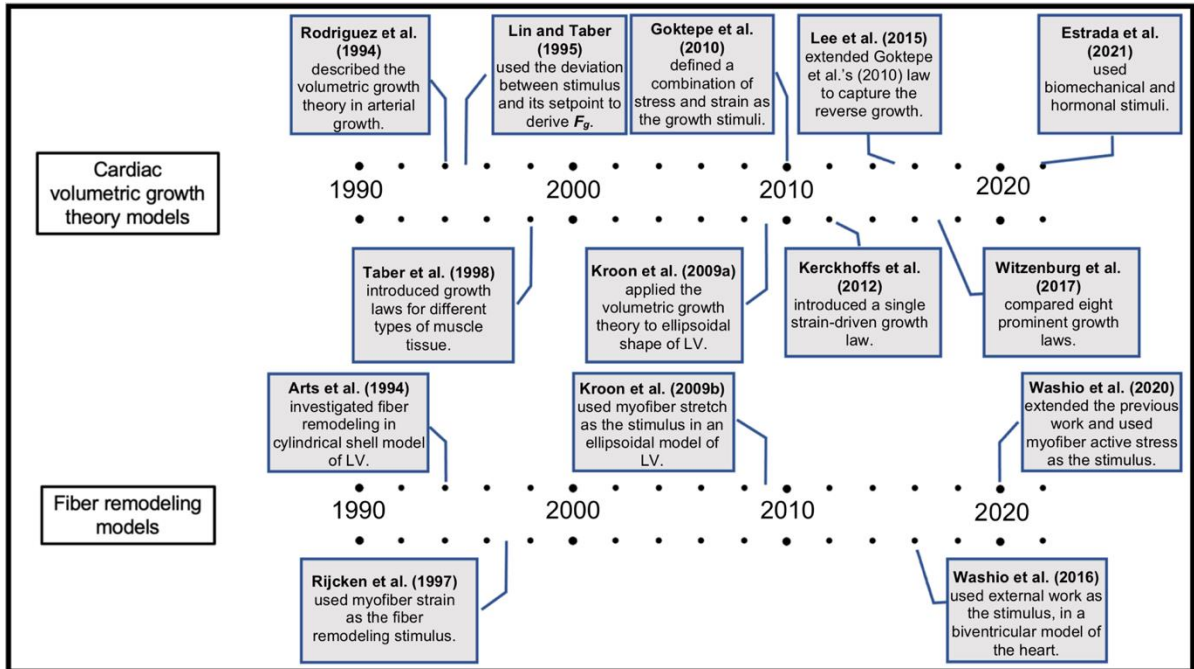 Rodriguez et al.
(1994)
described the
volumetric growth
theory in arterial
growth.
Lin and Taber
(1995)
used the deviation
between stimulus
and its setpoint to
derive Fg.
Goktepe et al.
(2010)
defined a
combination of
stress and strain as
the growth stimuli.
Lee et al. (2015)
extended Goktepe
et al.'s (2010) law
to capture the
reverse growth.
Estrada et al.
(2021)
used
biomechanical and
hormonal stimuli.
Cardiac
volumetric growth
theory models
1990
2000
2010
2020
Taber et al. (1998)
introduced growth
laws for different
types of muscle
tissue.
Kroon et al. (2009a)
applied the
volumetric growth
theory to ellipsoidal
shape of LV.
Kerckhoffs et al.
(2012)
introduced a single
strain-driven growth
law.
Witzenburg et al.
(2017)
compared eight
prominent growth
laws.
Arts et al. (1994)
investigated fiber
remodeling in
cylindrical shell model
of LV.
Kroon et al. (2009b)
used myofiber stretch
as the stimulus in an
ellipsoidal model of
LV.
Washio et al. (2020)
extended the previous
work and used
myofiber active stress
as the stimulus.
Fiber remodeling
models
1990
2000
2010
2020
Rijcken et al. (1997)
used myofiber strain
as the fiber
remodeling stimulus.
Washio et al. (2016)
used external work as
the stimulus, in a
biventricular model of
the heart.